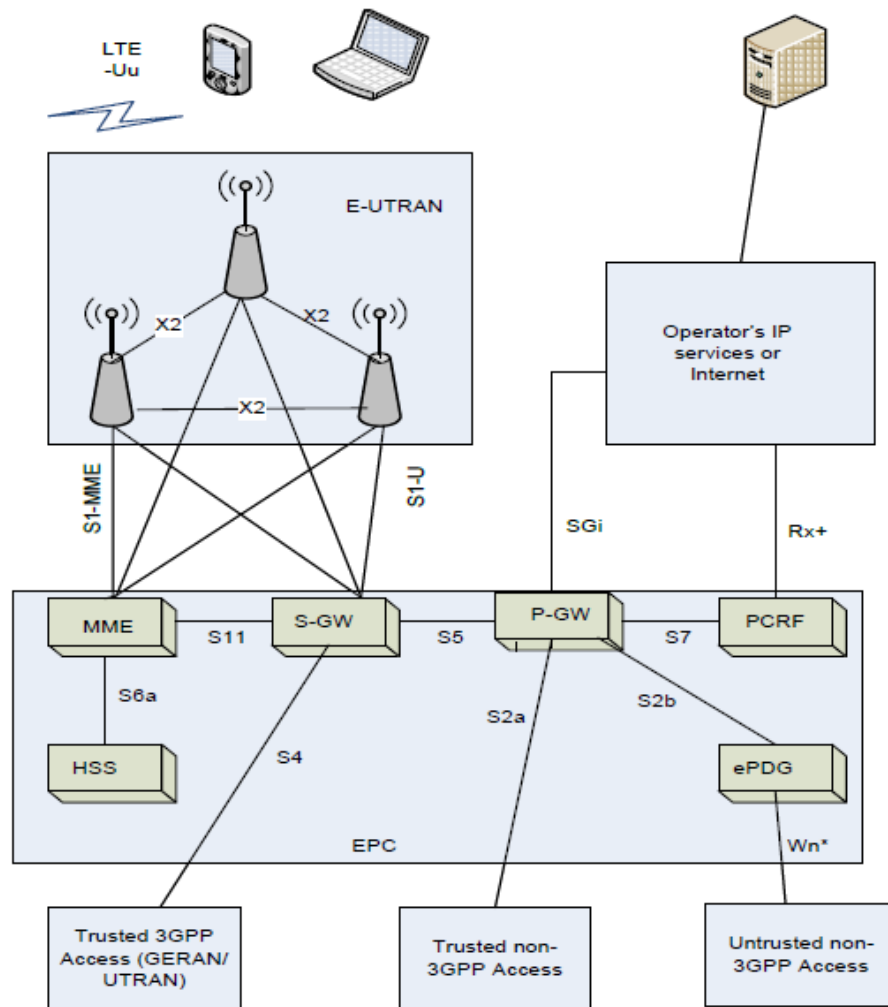 LTE
-Uu
E-UTRAN
X2
X2
X2
Operator's IP
services or
Internet
S1-MME
S1-U
SGi
Rx+
MME
S11
S-GW
S5
P-GW
S7
PCRF
S6a
S2a
S2b
HSS
S4
ePDG
EPC
Wn*
Trusted 3GPP
Access (GERAN/
UTRAN)
Trusted non-
3GPP Access
Untrusted non-
3GPP Access